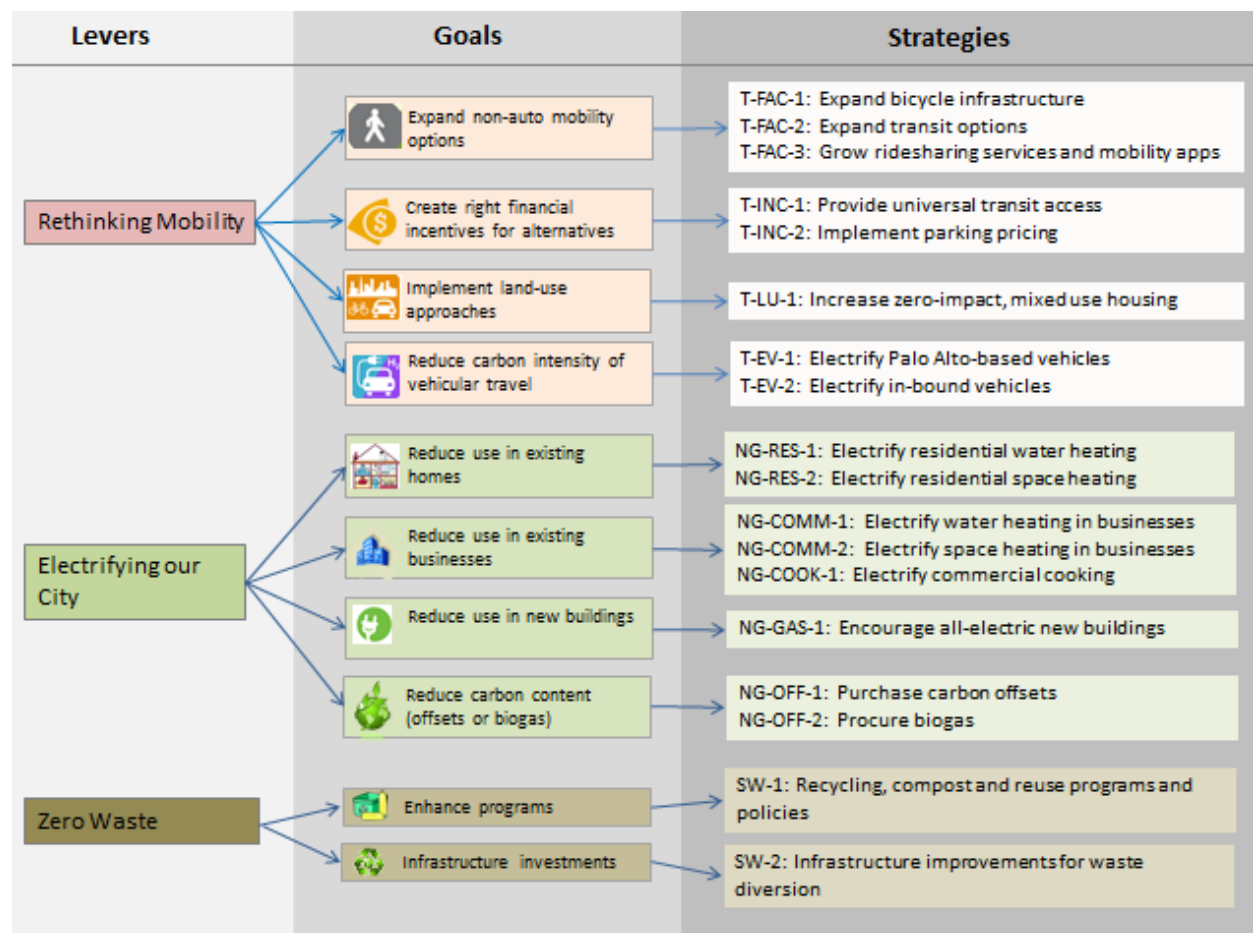 Levers
Goals
Strategies
Rethinking Mobility
Expand non-auto mobility
options
T-FAC-1: Expand bicycle infrastructure
T-FAC-2: Expand transit options
T-FAC-3: Grow ridesharing services and mobility apps
Create right financial
incentives for alternatives
T-INC-1: Provide universal transit access
T-INC-2: Implement parking pricing
Implement land-use
approaches
T-LU-1: Increase zero-impact, mixed use housing
Reduce carbon intensity of
vehicular travel
T-EV-1: Electrify Palo Alto-based vehicles
T-EV-2: Electrify in-bound vehicles
Electrifying our
City
Reduce use in existing
homes
NG-RES-1: Electrify residential water heating
NG-RES-2: Electrify residential space heating
Reduce use in existing
businesses
NG-COMM-1: Electrify water heating in businesses
NG-COMM-2: Electrify space heating in businesses
NG-COOK-1: Electrify commercial cooking
Reduce use in new buildings
NG-GAS-1: Encourage all-electric new buildings
Reduce carbon content
(offsets or biogas)
NG-OFF-1: Purchase carbon offsets
NG-OFF-2: Procure biogas
Zero Waste
Enhance programs
SW-1: Recycling, compost and reuse programs and
policies
Infrastructure investments
SW-2: Infrastructure improvements for waste
diversion